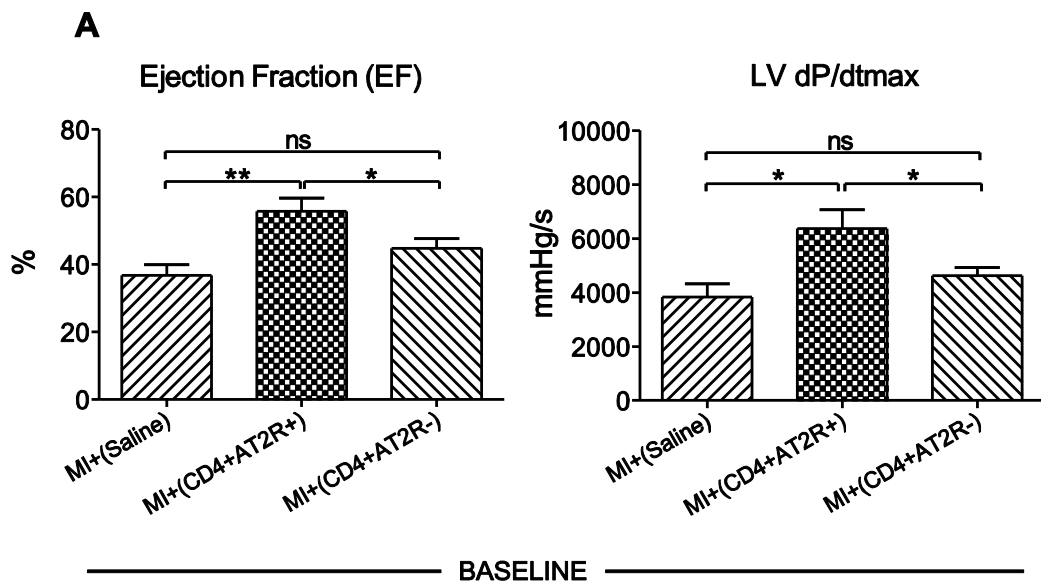 A
Ejection Fraction (EF)
80
60
40
20
0
%
ns
**
*
MI+(Saline)
MI+(CD4+AT2R+)
MI+(CD4+AT2R-)
LV dP/dtmax
10000
8000
6000
4000
2000
0
mmHg/s
ns
*
*
MI+(Saline)
MI+(CD4+AT2R+)
MI+(CD4+AT2R-)
BASELINE